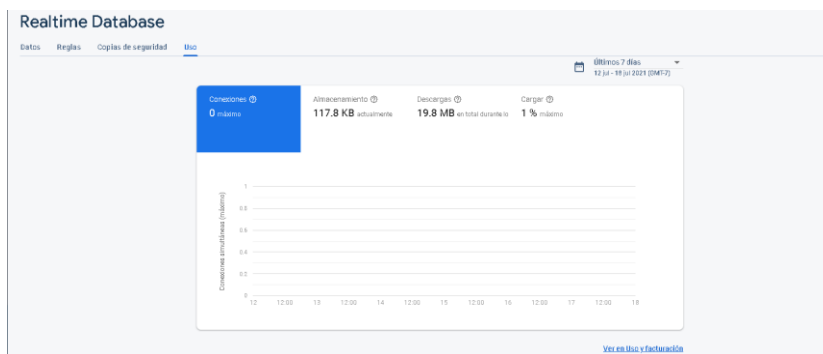 Realtime Database
Datos Reglas Copias de seguridad Uso
Últimos 7 días
12 jul - 19 jul 2021 (GMT-7)
Conexiones Almacenamiento Descargas Cargar
0 máximo 117.8 KB actualmente 19.8 MB en total durante lo 1 % máximo
Conexiones simultáneas (máximo)
1
0.8
0.6
0.4
0.2
0
12 12:00 13 12:00 14 12:00 15 12:00 16 12:00 17 12:00 18
Ver en Uso y facturación